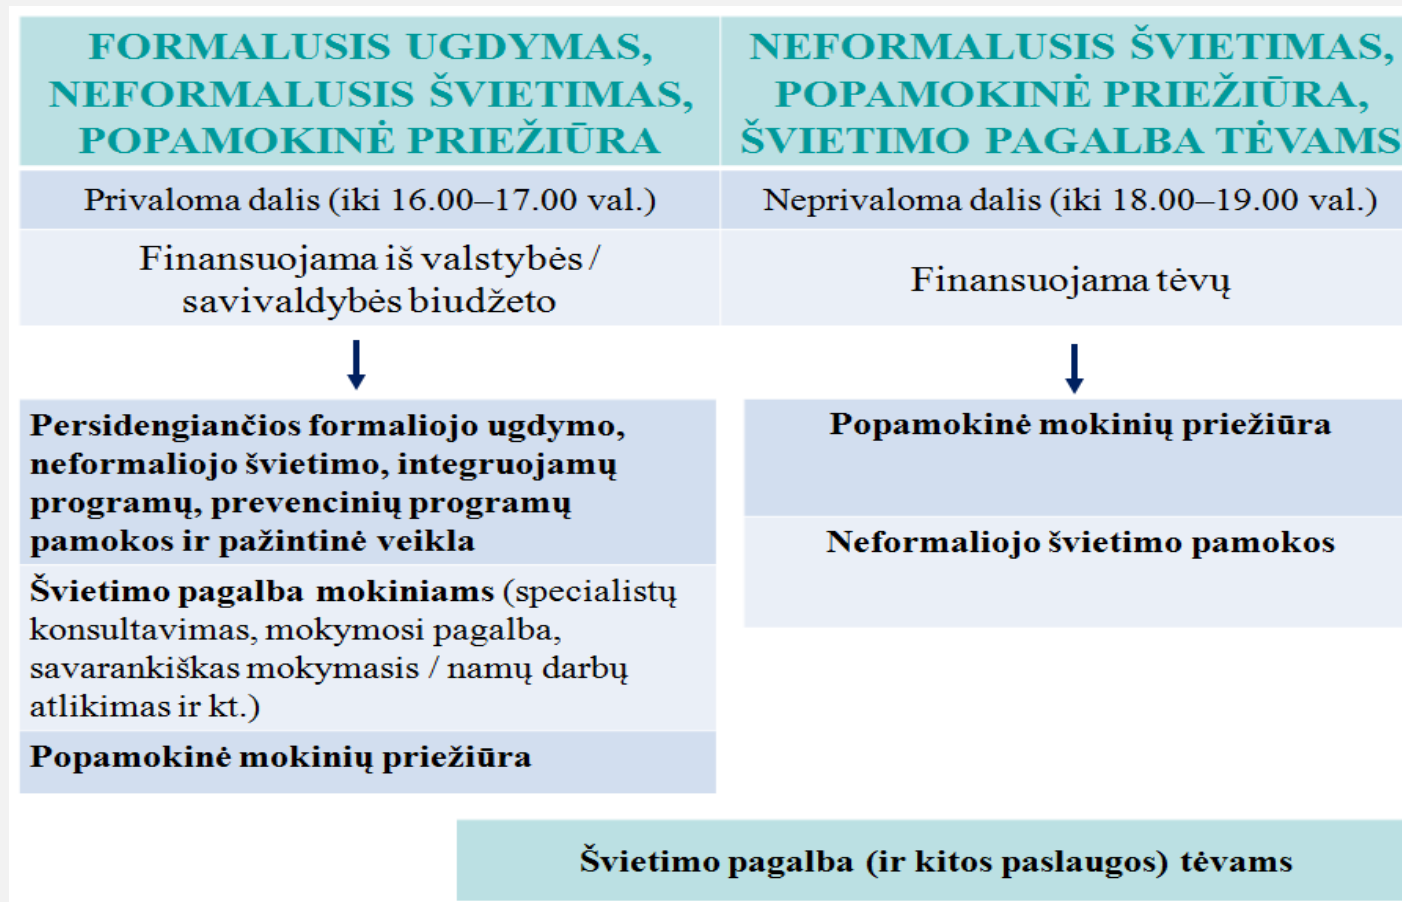 FORMALUSIS UGDYMAS,
NEFORMALUSIS ŠVIETIMAS,
POPAMOKINĖ PRIEŽIŪRA
NEFORMALUSIS ŠVIETIMAS,
POPAMOKINĖ PRIEŽIŪRA,
ŠVIETIMO PAGALBA TĖVAMS
Privaloma dalis (iki 16.00–17.00 val.)
Neprivaloma dalis (iki 18.00–19.00 val.)
Finansuojama iš valstybės /
savivaldybės biudžeto
Finansuojama tėvų
Persidengiančios formaliojo ugdymo,
neformaliojo švietimo, integruojamų
programų, prevencinių programų
pamokos ir pažintinė veikla
Švietimo pagalba mokiniams (specialistų
konsultavimas, mokymosi pagalba,
savarankiškas mokymasis / namų darbų
atlikimas ir kt.)
Popamokinė mokinių priežiūra
Popamokinė mokinių priežiūra
Neformaliojo švietimo pamokos
Švietimo pagalba (ir kitos paslaugos) tėvams